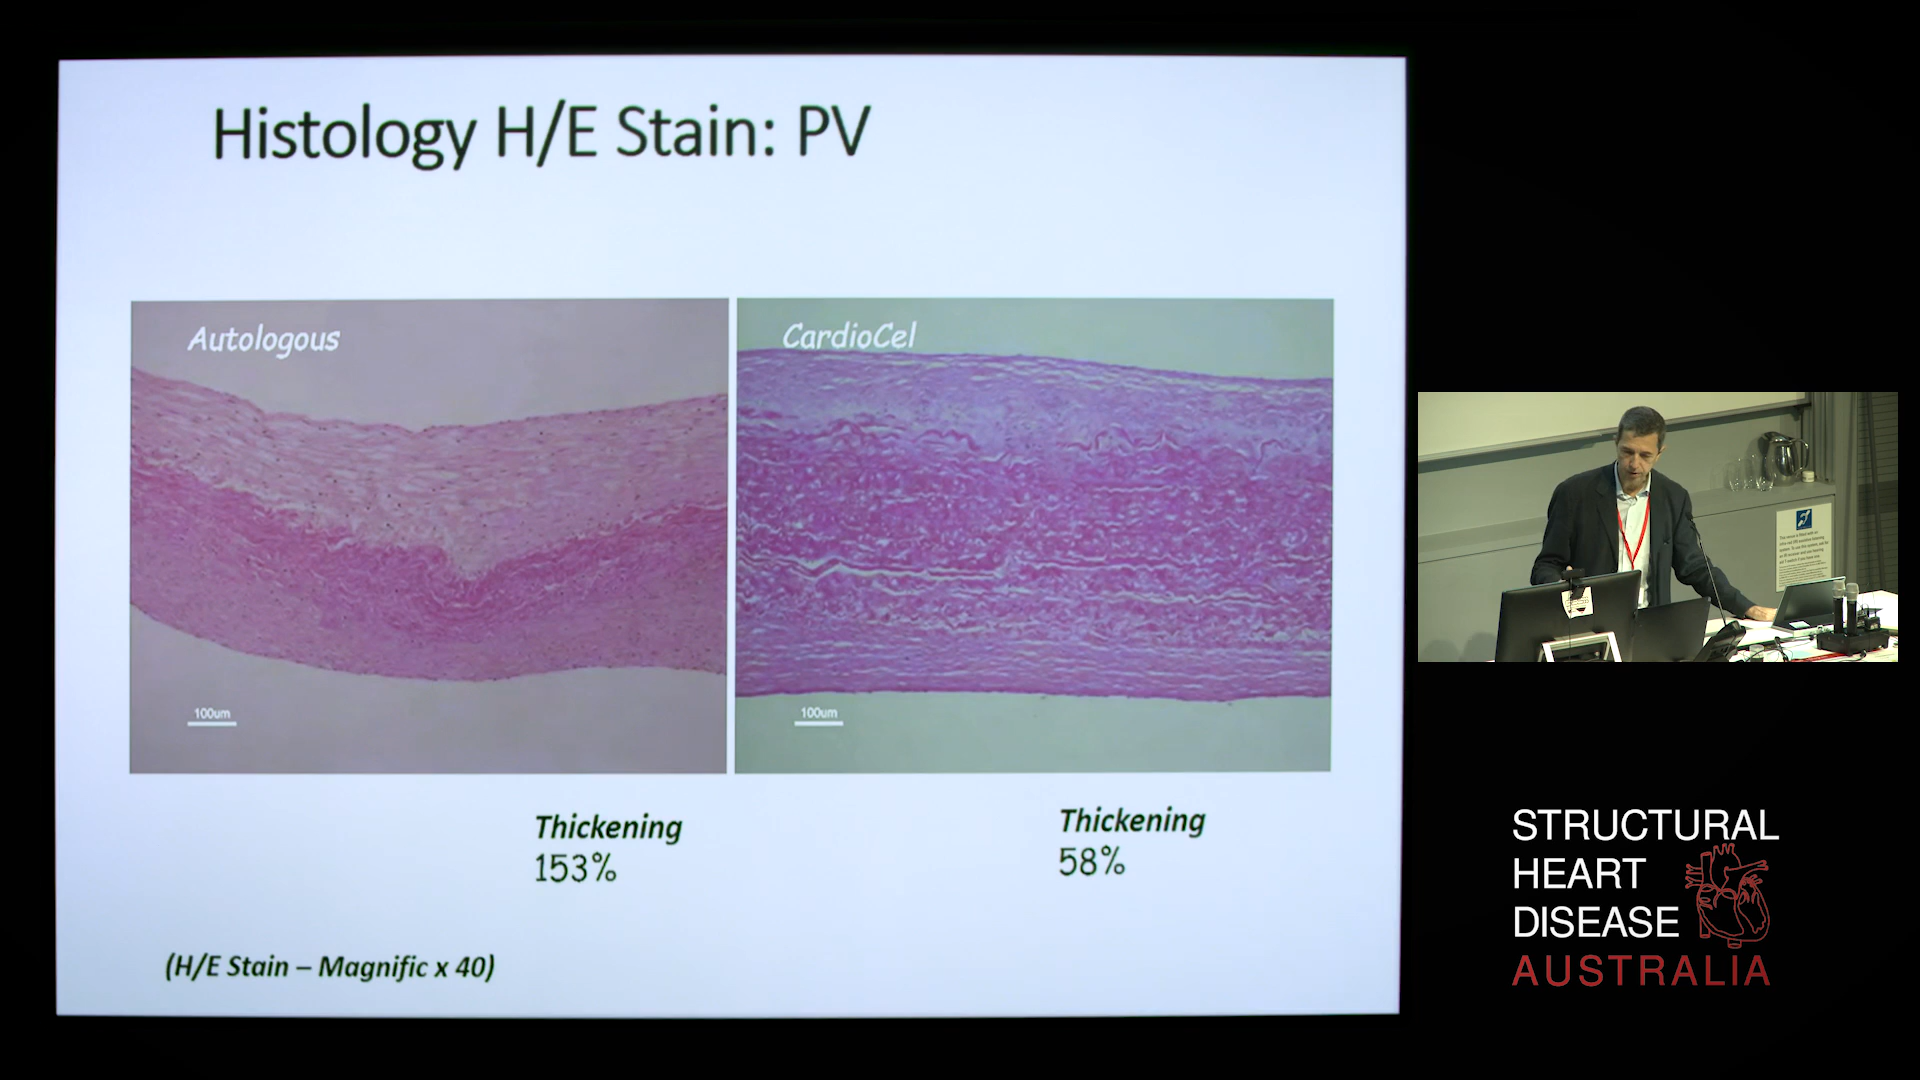 Histology H/E Stain: PV
Autologous
CardioCel
100um
100um
Thickening
153%
Thickening
58%
(H/E Stain – Magnific x 40)
STRUCTURAL
HEART
DISEASE
AUSTRALIA